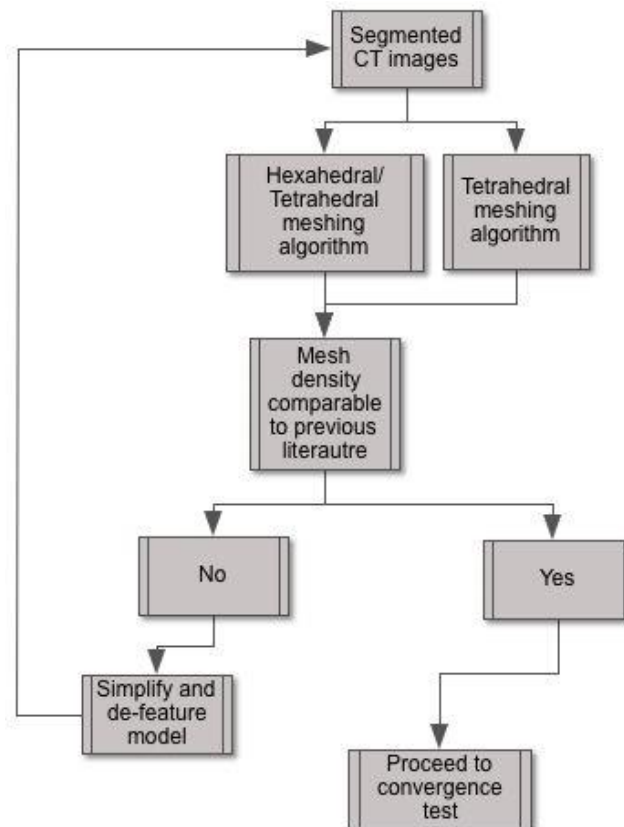 Segmented
CT images
Hexahedral/
Tetrahedral
meshing
algorithm
Tetrahedral
meshing
algorithm
Mesh
density
comparable
to previous
literautre
No
Yes
Simplify and
de-feature
model
Proceed to
convergence
test